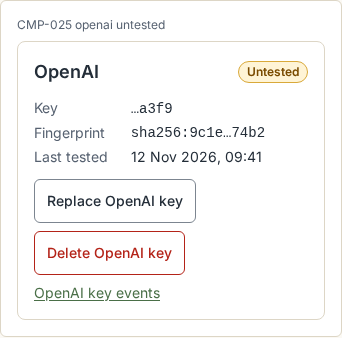 CMP-025 openai untested
OpenAI
Untested
Key …a3f9
Fingerprint sha256:9c1e…74b2
Last tested 12 Nov 2026, 09:41
Replace OpenAI key
Delete OpenAI key
OpenAI key events